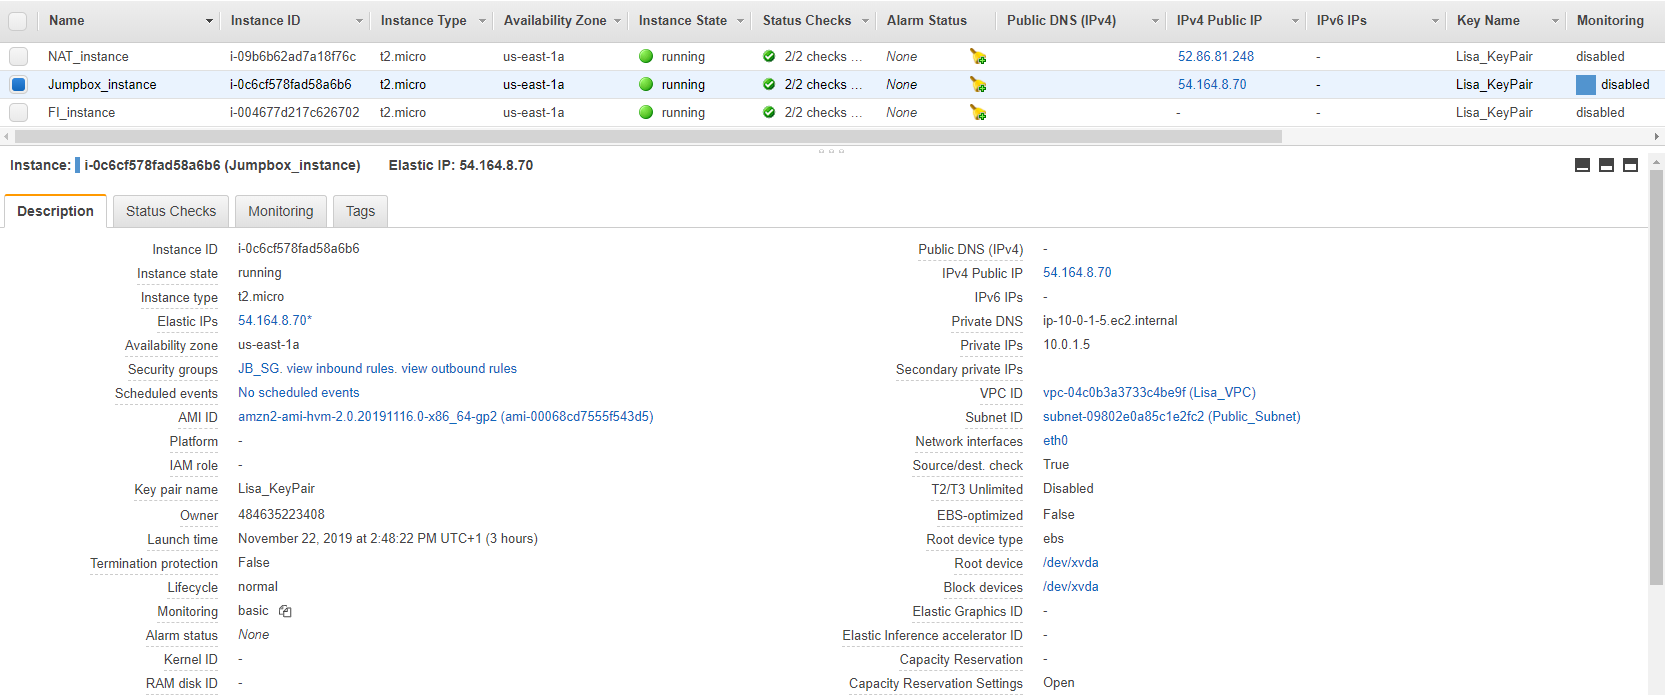 Name Instance ID Instance Type Availability Zone Instance State Status Checks Alarm Status Public DNS (IPv4) IPv4 Public IP IPv6 IPs Key Name Monitoring
NAT_instance i-09b6b62ad7a18f76c t2.micro us-east-1a running 2/2 checks ... None 52.86.81.248 - Lisa_KeyPair disabled
Jumpbox_instance i-0c6cf578fad58a6b6 t2.micro us-east-1a running 2/2 checks ... None 54.164.8.70 - Lisa_KeyPair disabled
FI_instance i-004677d217c626702 t2.micro us-east-1a running 2/2 checks ... None - - Lisa_KeyPair disabled
Instance: i-0c6cf578fad58a6b6 (Jumpbox_instance) Elastic IP: 54.164.8.70
Description Status Checks Monitoring Tags
Instance ID i-0c6cf578fad58a6b6 Public DNS (IPv4) -
Instance state running IPv4 Public IP 54.164.8.70
Instance type t2.micro IPv6 IPs -
Elastic IPs 54.164.8.70* Private DNS ip-10-0-1-5.ec2.internal
Availability zone us-east-1a Private IPs 10.0.1.5
Security groups JB_SG. view inbound rules. view outbound rules Secondary private IPs
Scheduled events No scheduled events VPC ID vpc-04c0b3a3733c4be9f (Lisa_VPC)
AMI ID amzn2-ami-hvm-2.0.20191116.0-x86_64-gp2 (ami-00068cd7555f543d5) Subnet ID subnet-09802e0a85c1e2fc2 (Public_Subnet)
Platform - Network interfaces eth0
IAM role - Source/dest. check True
Key pair name Lisa_KeyPair T2/T3 Unlimited Disabled
Owner 484635223408 EBS-optimized False
Launch time November 22, 2019 at 2:48:22 PM UTC+1 (3 hours) Root device type ebs
Termination protection False Root device /dev/xvda
Lifecycle normal Block devices /dev/xvda
Monitoring basic Elastic Graphics ID -
Alarm status None Elastic Inference accelerator ID -
Kernel ID - Capacity Reservation -
RAM disk ID - Capacity Reservation Settings Open